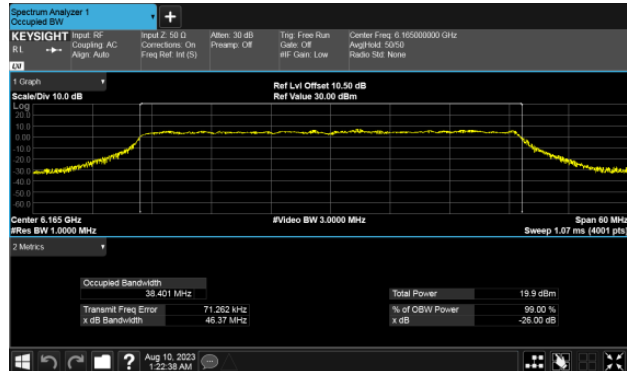 Spectrum Analyzer 1
Occupied BW
+
KEYSIGHT
RL
Input: RF
Coupling: AC
Align: Auto
Input Z: 50 Ω
Corrections: On
Freq Ref: Int (S)
Atten: 30 dB
Preamp: Off
Trig: Free Run
Gate: Off
#IF Gain: Low
Center Freq: 6.165000000 GHz
Avg|Hold: 50/50
Radio Std: None
LXI
1 Graph
Scale/Div 10.0 dB
Ref Lvl Offset 10.50 dB
Ref Value 30.00 dBm
Log
20.0
10.0
0.00
-10.0
-20.0
-30.0
-40.0
-50.0
-60.0
Center 6.165 GHz
#Res BW 1.0000 MHz
#Video BW 3.0000 MHz
Span 60 MHz
Sweep 1.07 ms (4001 pts)
2 Metrics
Occupied Bandwidth
38.401 MHz
Transmit Freq Error 71.262 kHz
x dB Bandwidth 46.37 MHz
Total Power 19.9 dBm
% of OBW Power 99.00 %
x dB -26.00 dB
?
Aug 10, 2023
1:22:38 AM